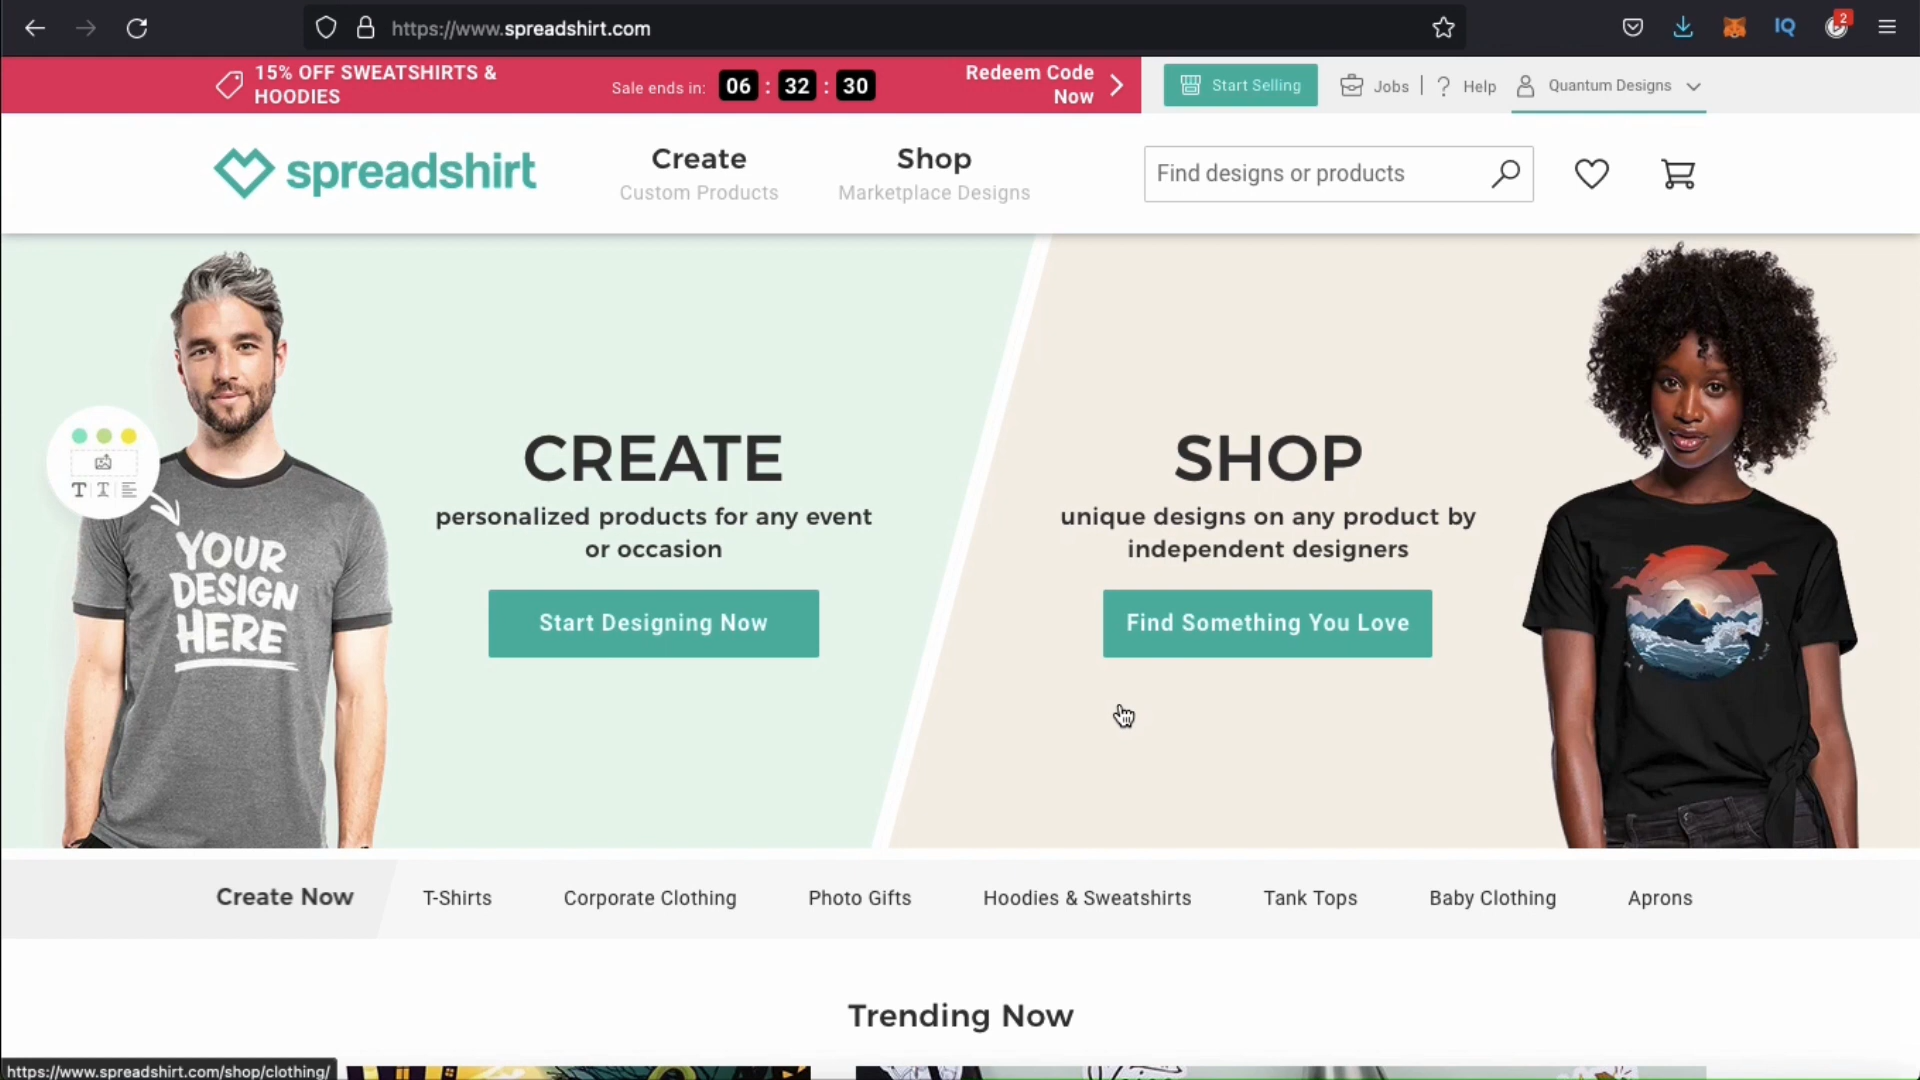 https://www.spreadshirt.com
2
15% OFF SWEATSHIRTS &
HOODIES
Sale ends in: 06 : 32 : 30
Redeem Code
Now
Start Selling
Jobs
? Help
Quantum Designs
spreadshirt
Create
Custom Products
Shop
Marketplace Designs
Find designs or products
IQ
T T
YOUR
DESIGN
HERE
CREATE
personalized products for any event
or occasion
Start Designing Now
SHOP
unique designs on any product by
independent designers
Find Something You Love
Create Now
T-Shirts
Corporate Clothing
Photo Gifts
Hoodies & Sweatshirts
Tank Tops
Baby Clothing
Aprons
Trending Now
https://www.spreadshirt.com/shop/clothing/